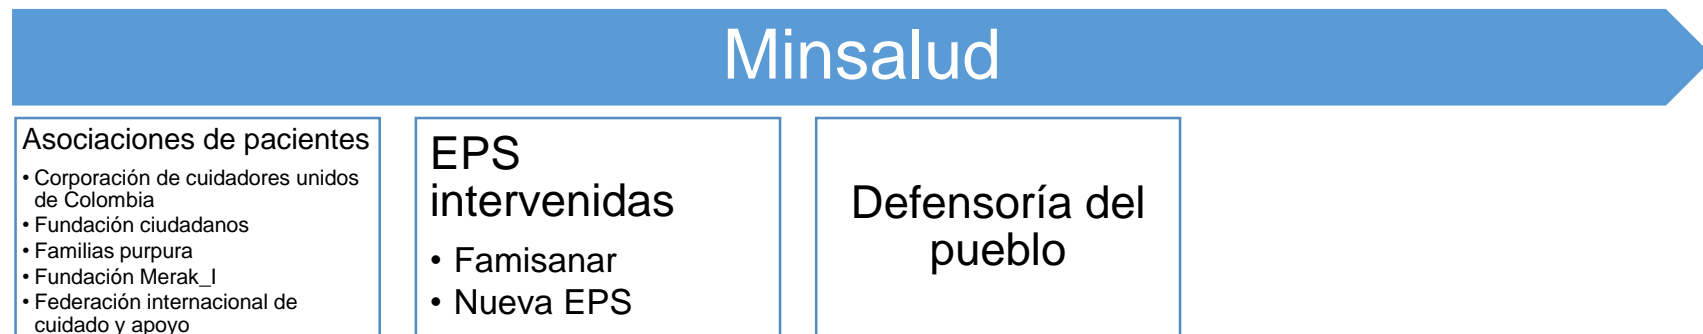 Minsalud
Asociaciones de pacientes
• Corporación de cuidadores unidos
de Colombia
• Fundación ciudadanos
• Familias purpura
• Fundación Merak_I
• Federación internacional de
cuidado y apoyo
EPS
intervenidas
• Famisanar
• Nueva EPS
Defensoría del
pueblo